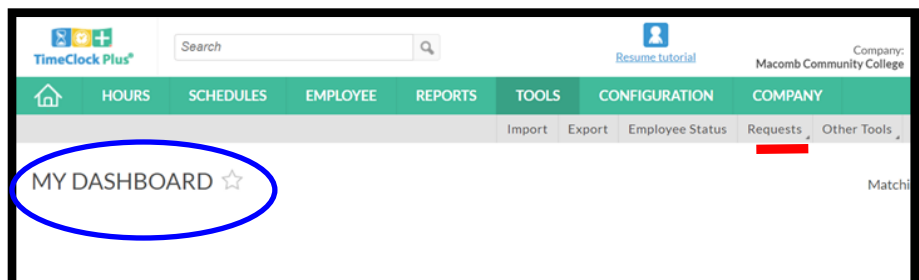 TimeClock Plus®
Search
Resume tutorial
Company:
Macomb Community College
HOURS SCHEDULES EMPLOYEE REPORTS TOOLS CONFIGURATION COMPANY
Import Export Employee Status Requests Other Tools
MY DASHBOARD
Matchi